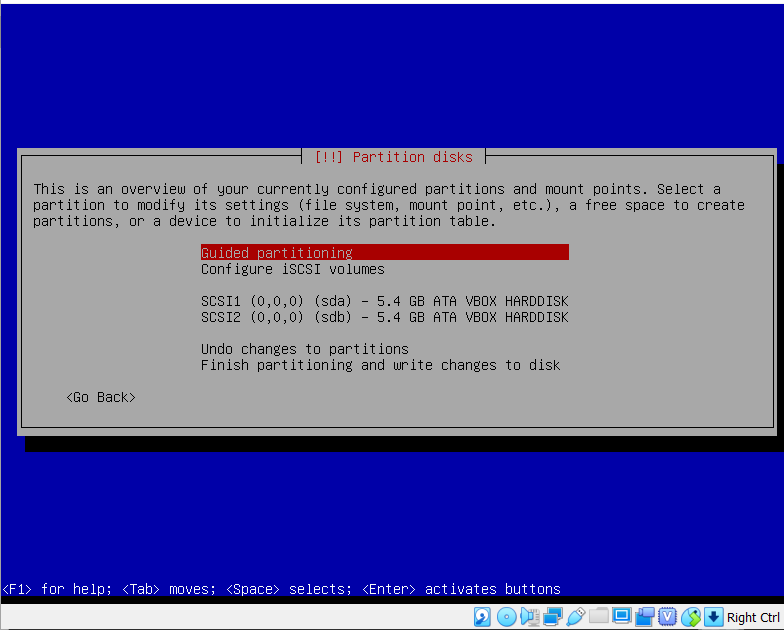 [!!] Partition disks
This is an overview of your currently configured partitions and mount points. Select a
partition to modify its settings (file system, mount point, etc.), a free space to create
partitions, or a device to initialize its partition table.
Guided partitioning
Configure iSCSI volumes
SCSI1 (0,0,0) (sda) - 5.4 GB ATA VBOX HARDDISK
SCSI2 (0,0,0) (sdb) - 5.4 GB ATA VBOX HARDDISK
Undo changes to partitions
Finish partitioning and write changes to disk
<Go Back>
<F1> for help; <Tab> moves; <Space> selects; <Enter> activates buttons
Right Ctrl